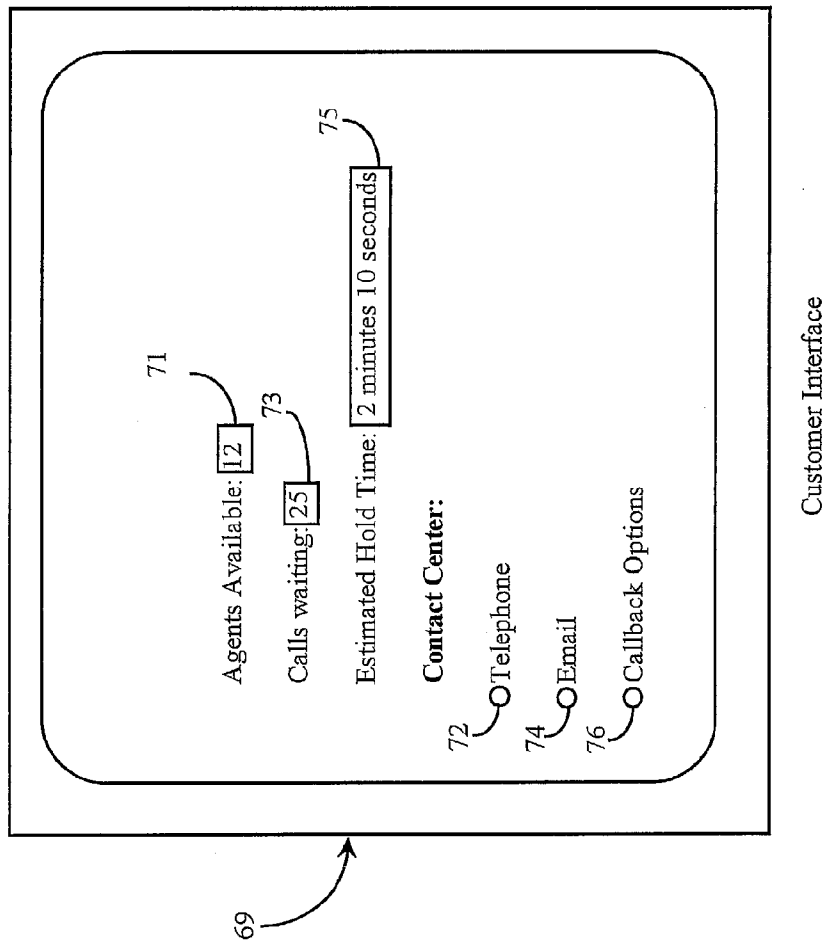 69
71
Agents Available: 12
73
Calls waiting: 25
75
Estimated Hold Time: 2 minutes 10 seconds
Contact Center:
72
Telephone
74
Email
76
Callback Options
Customer Interface